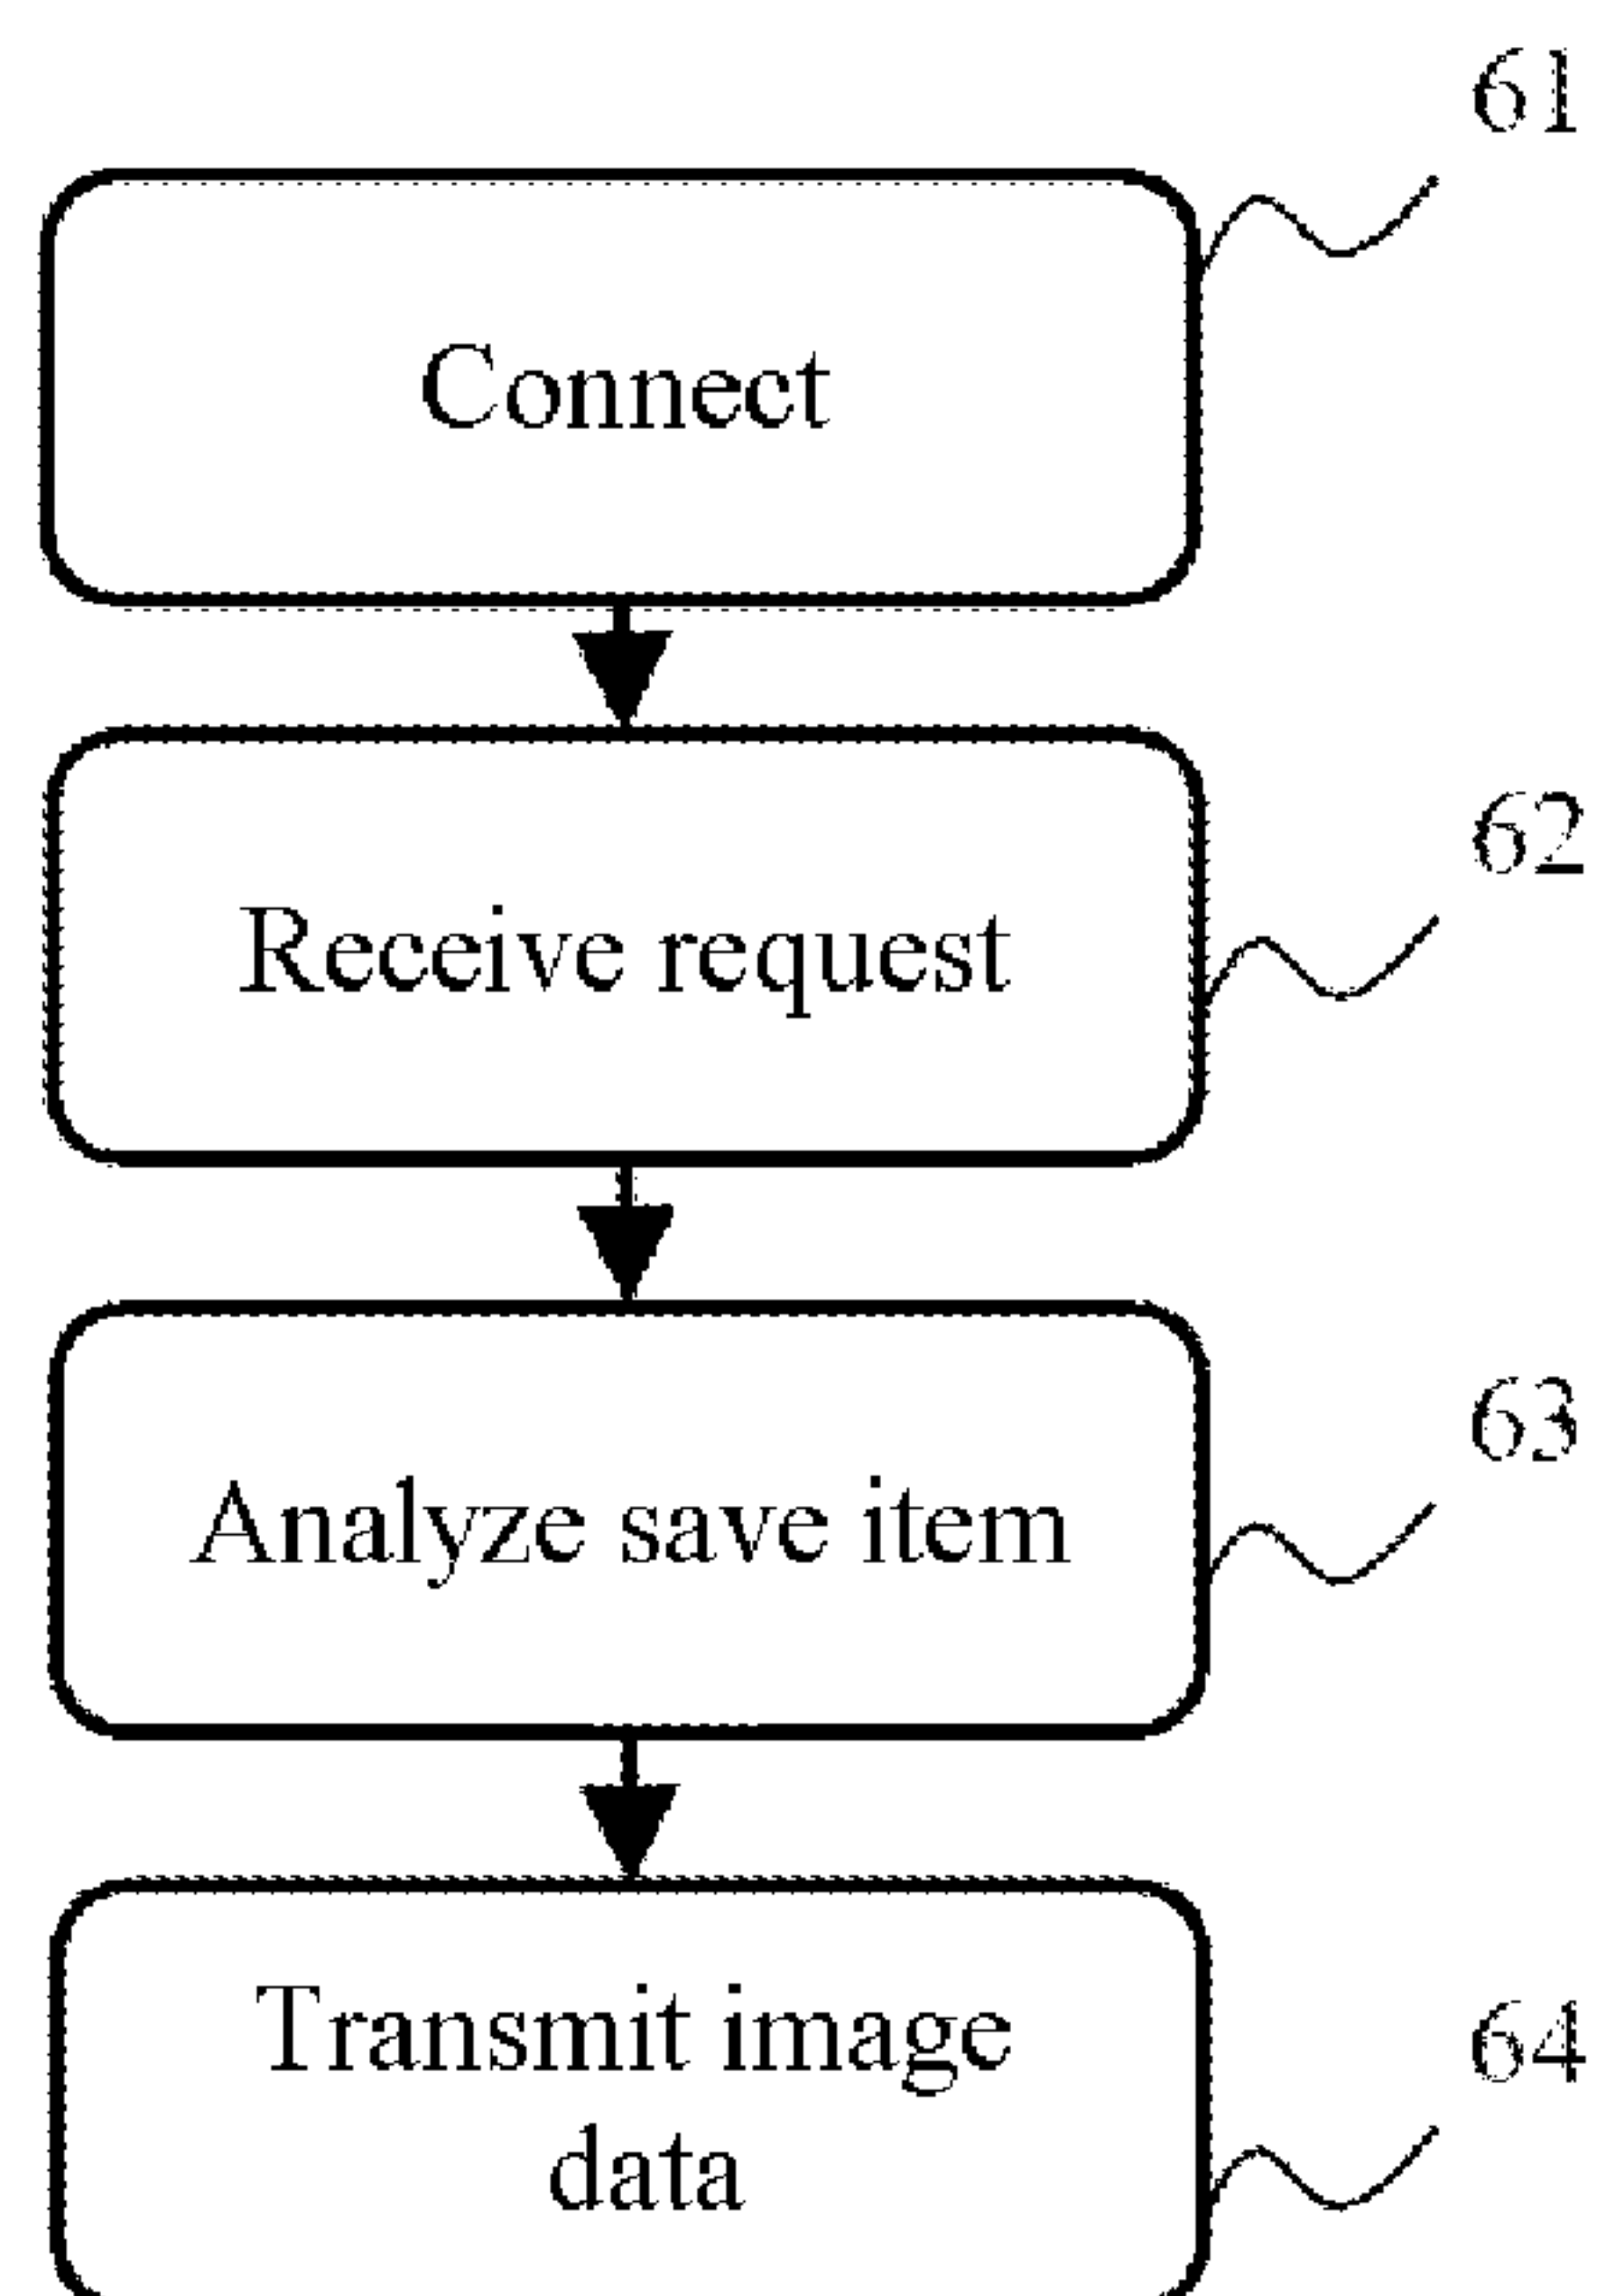 61
Connect
62
Receive request
63
Analyze save item
64
Transmit image
data